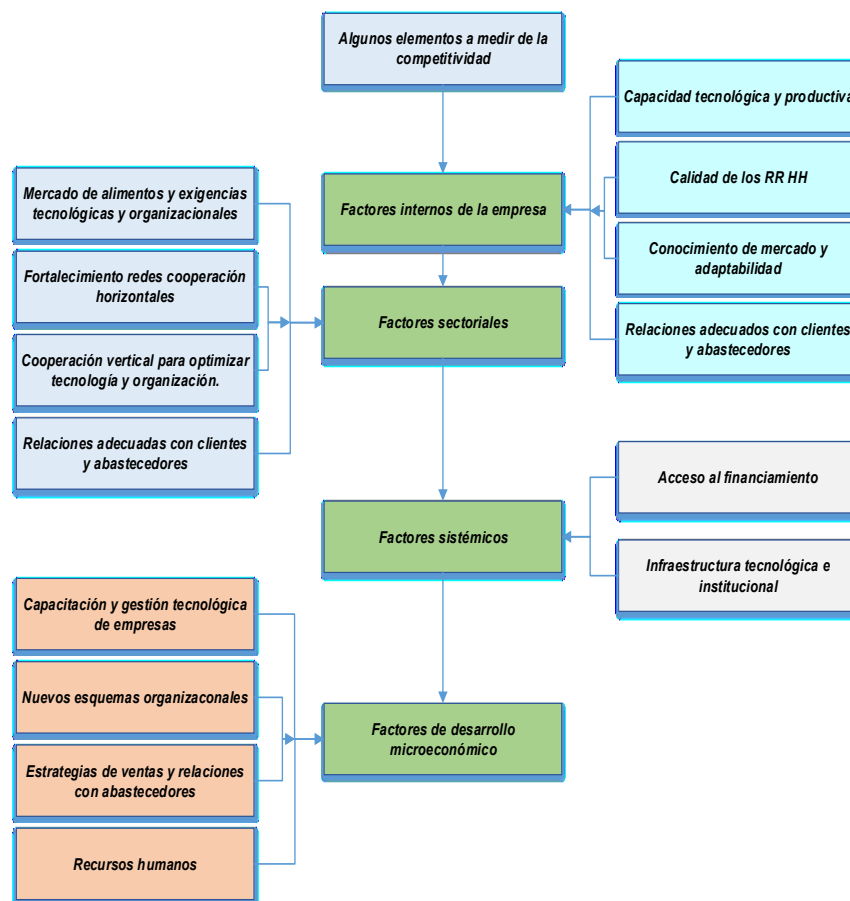 Algunos elementos a medir de la
competitividad
Capacidad tecnológica y productiva
Mercado de alimentos y exigencias
tecnológicas y organizacionales
Factores internos de la empresa
Calidad de los RR HH
Conocimiento de mercado y
adaptabilidad
Fortalecimiento redes cooperación
horizontales
Factores sectoriales
Relaciones adecuados con clientes
y abastecedores
Cooperación vertical para optimizar
tecnología y organización.
Relaciones adecuadas con clientes
y abastecedores
Acceso al financiamiento
Factores sistémicos
Infraestructura tecnológica e
institucional
Capacitación y gestión tecnológica
de empresas
Nuevos esquemas organizaconales
Factores de desarrollo
microeconómico
Estrategias de ventas y relaciones
con abastecedores
Recursos humanos